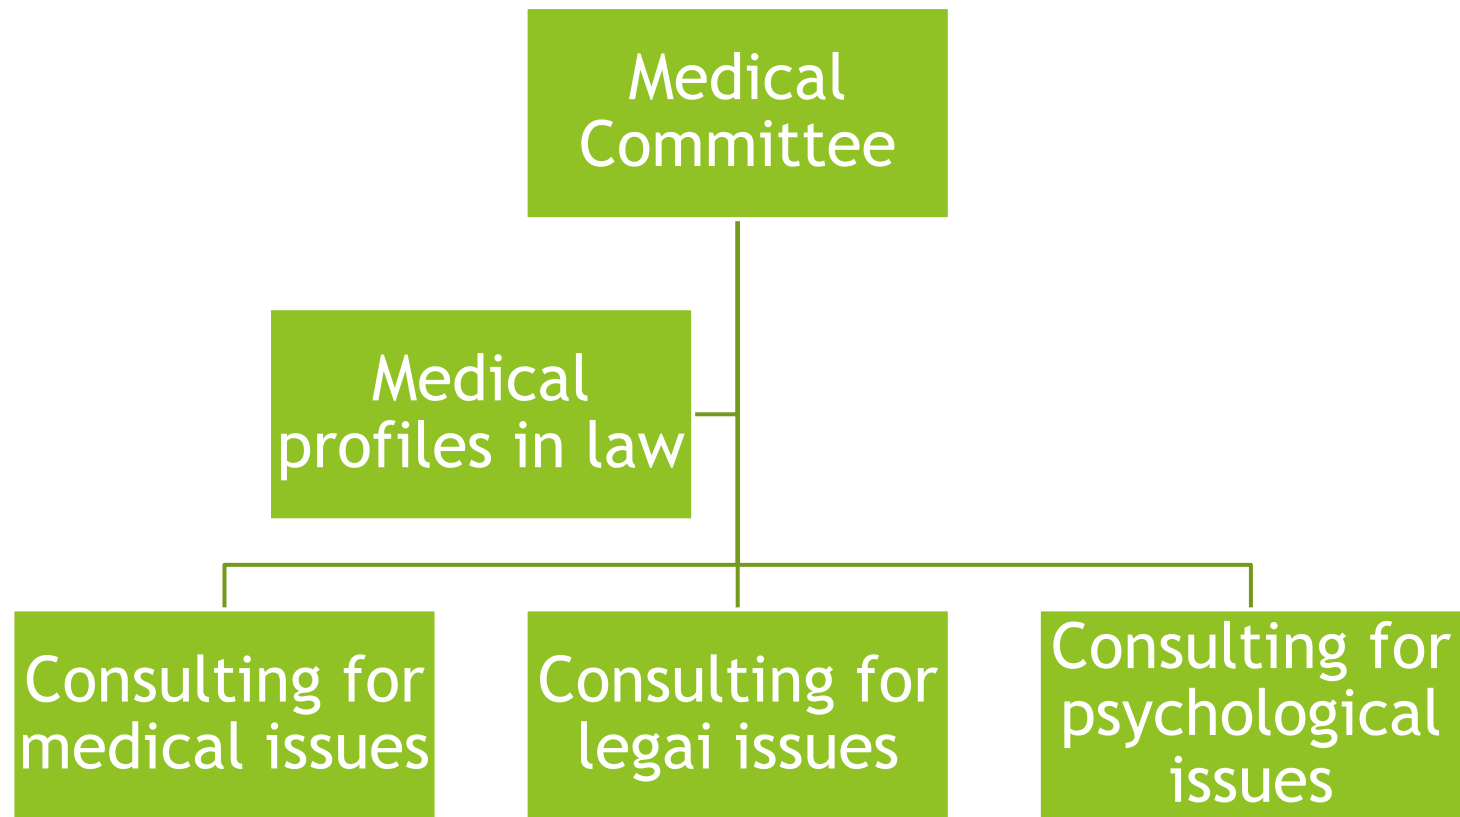 Medical
Committee
Medical
profiles in law
Consulting for
medical issues
Consulting for
legai issues
Consulting for
psychological
issues